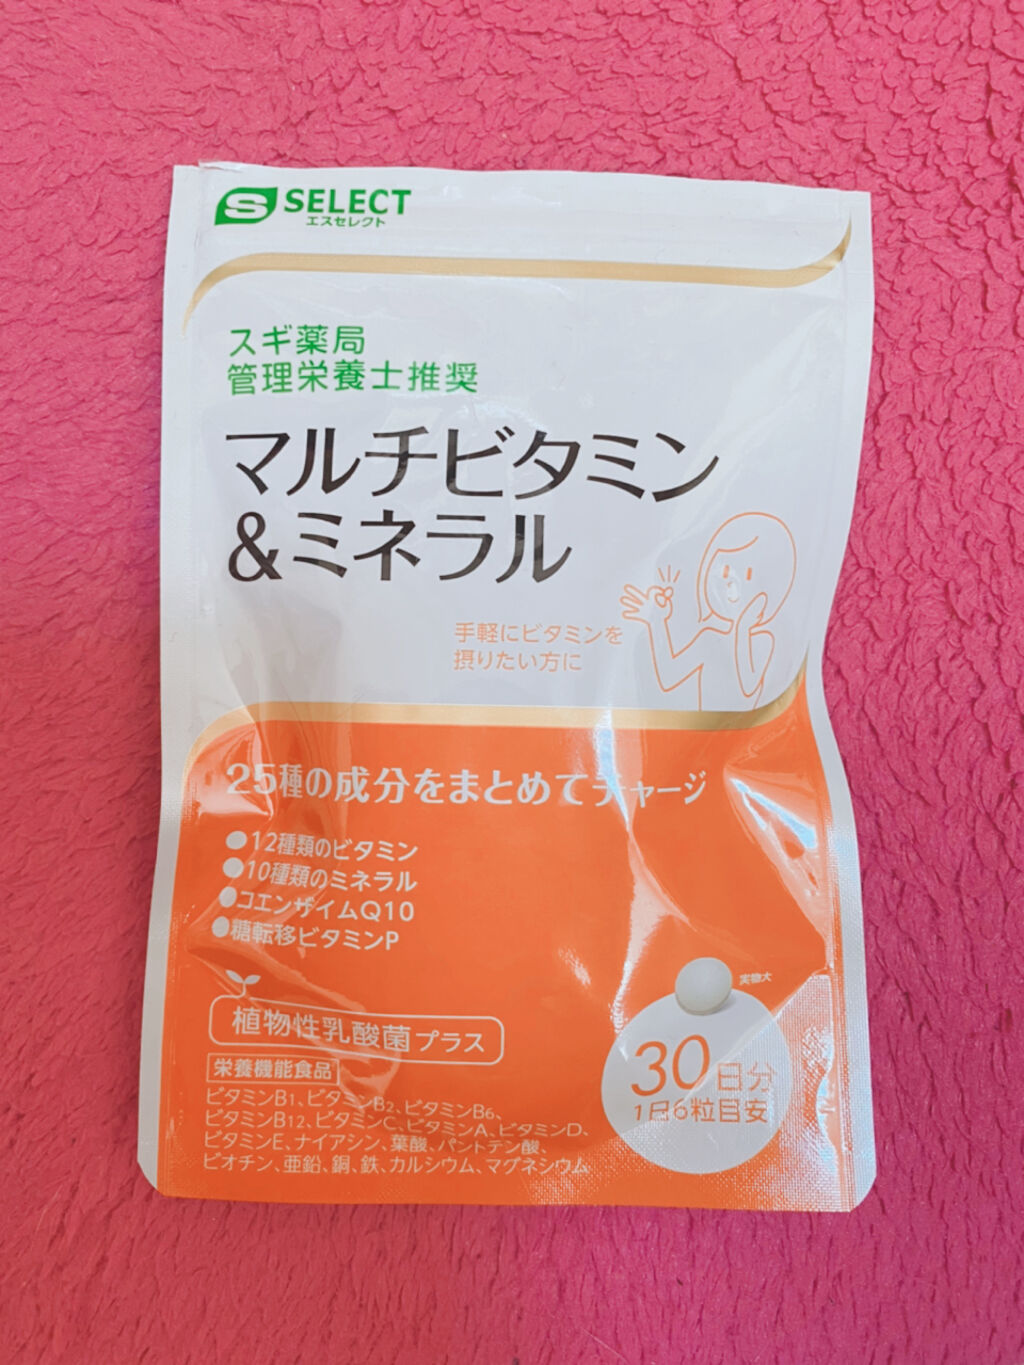 S SELECT
エスセレクト
スギ薬局
管理栄養士推奨
マルチビタミン
&ミネラル
手軽にビタミンを
摂りたい方に
25種の成分をまとめてチャージ
●12種類のビタミン
●10種類のミネラル
●コエンザイムQ10
●糖転移ビタミンP
植物性乳酸菌プラス
栄養機能食品
ビタミンB1、ビタミンB2、ビタミンB6、
ビタミンB12、ビタミンC、ビタミンA、ビタミンD、
ビタミンE、ナイアシン、葉酸、パントテン酸、
ビオチン、亜鉛、銅、鉄、カルシウム、マグネシウム
実物大
30日分
1日6粒目安